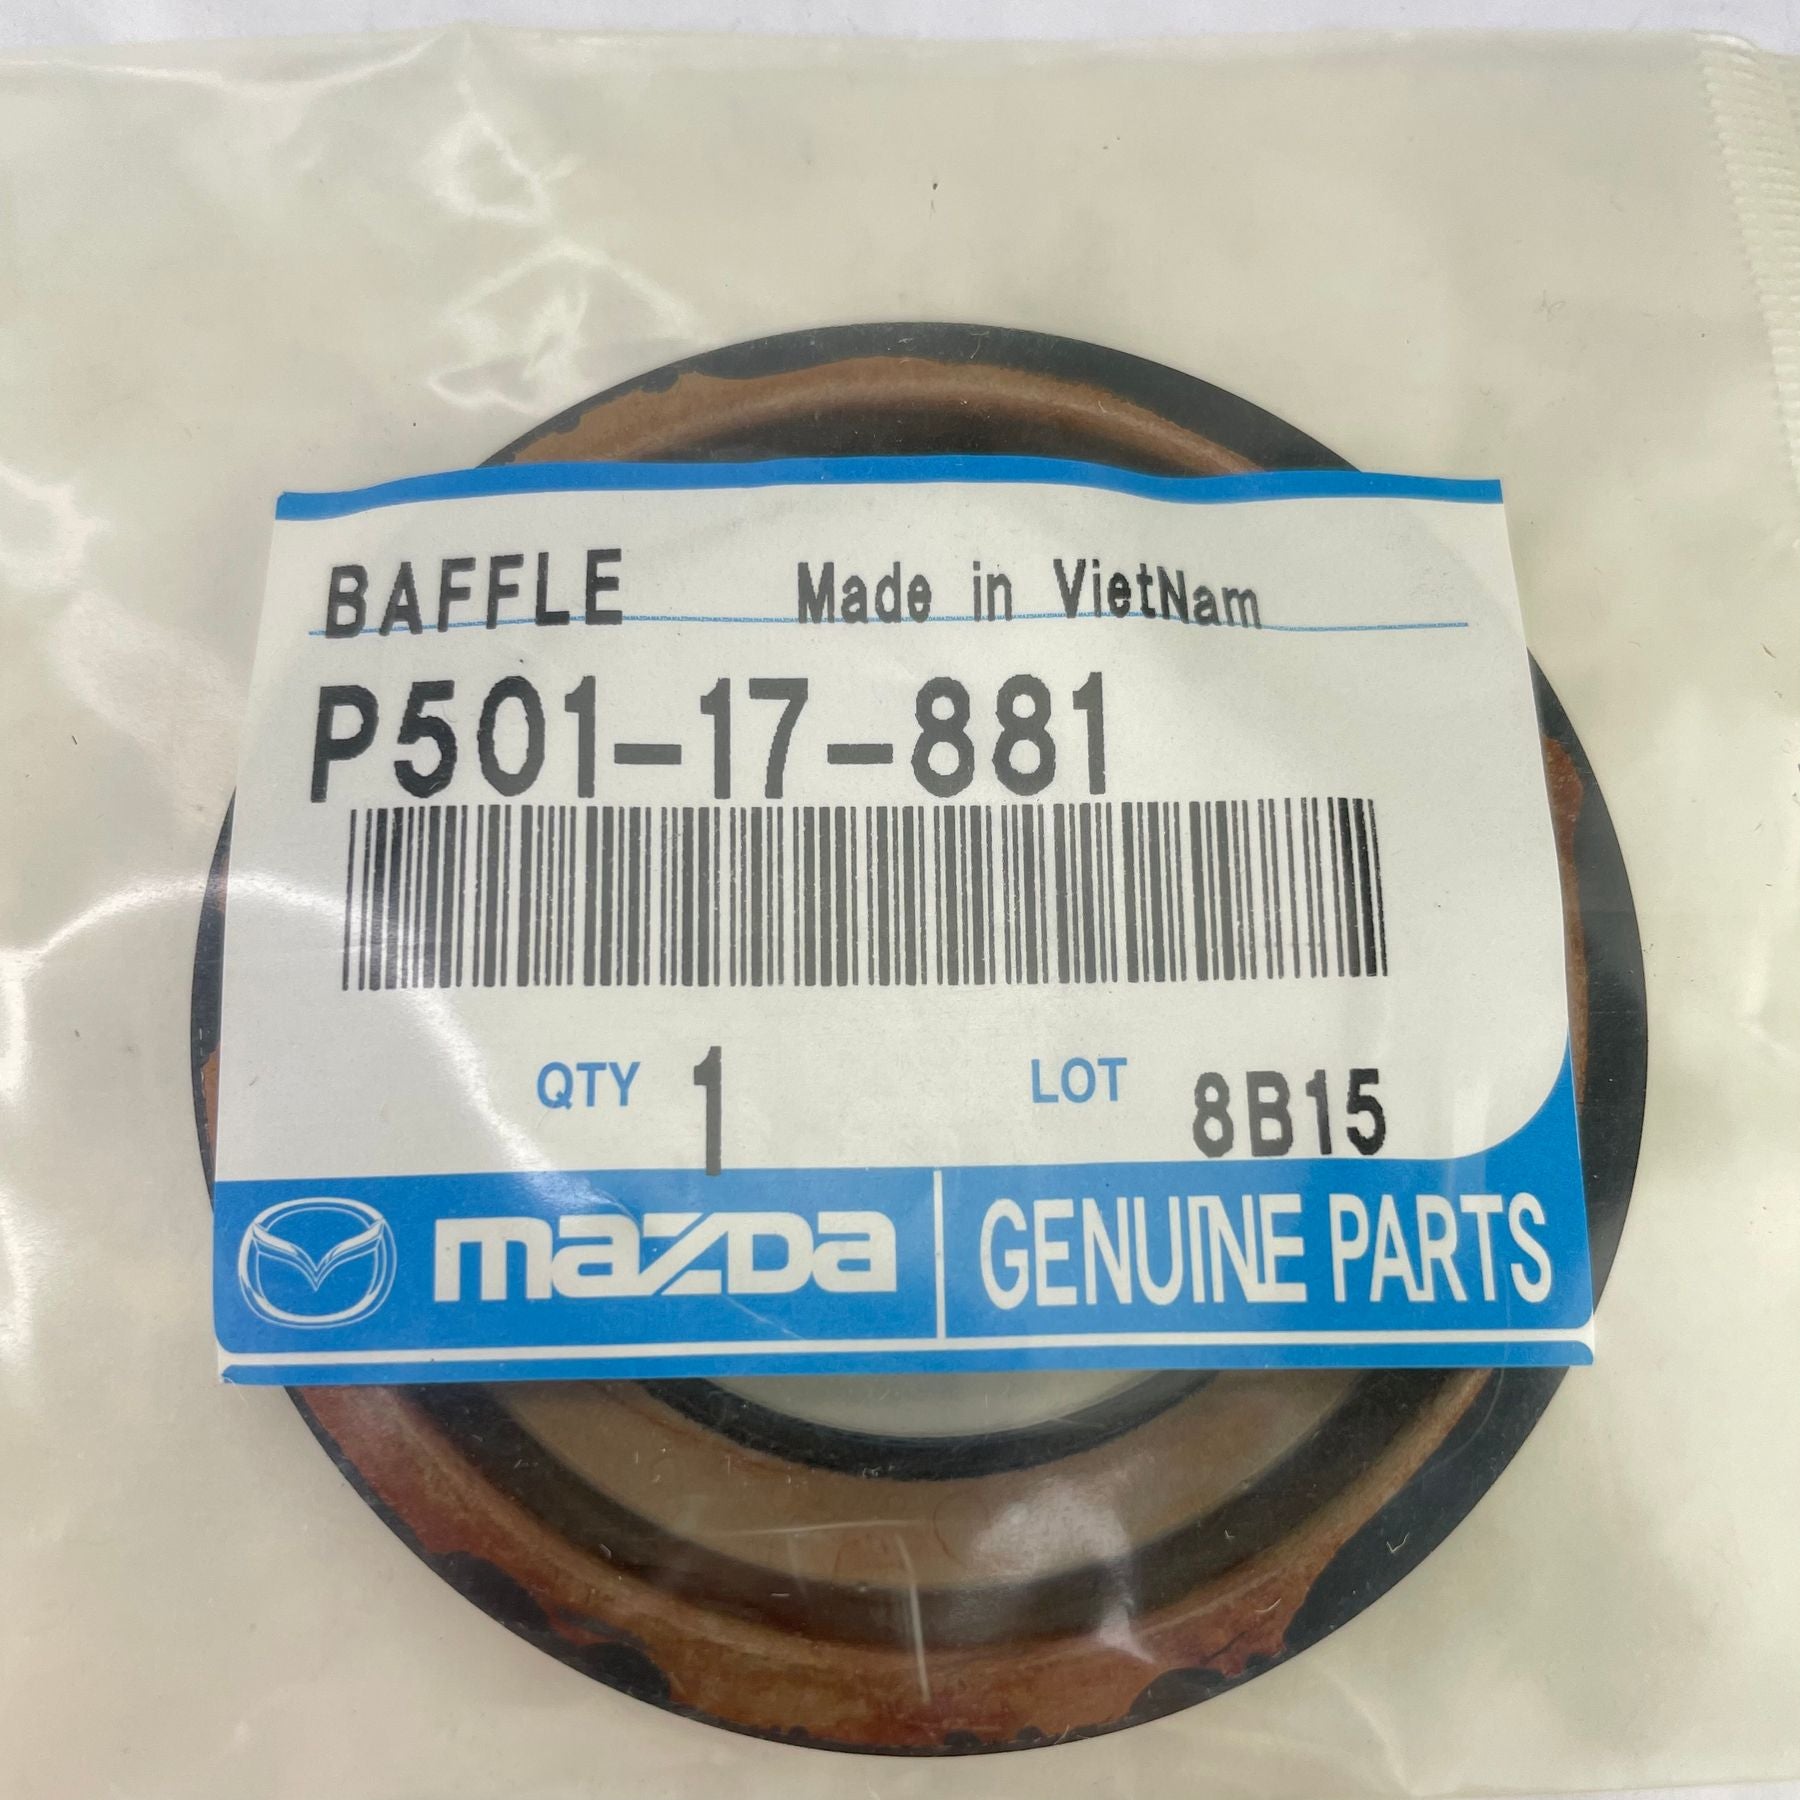 BAFFLE Made in VietNam
P501-17-881
QTY 1 LOT 8B15
mazda GENUINE PARTS